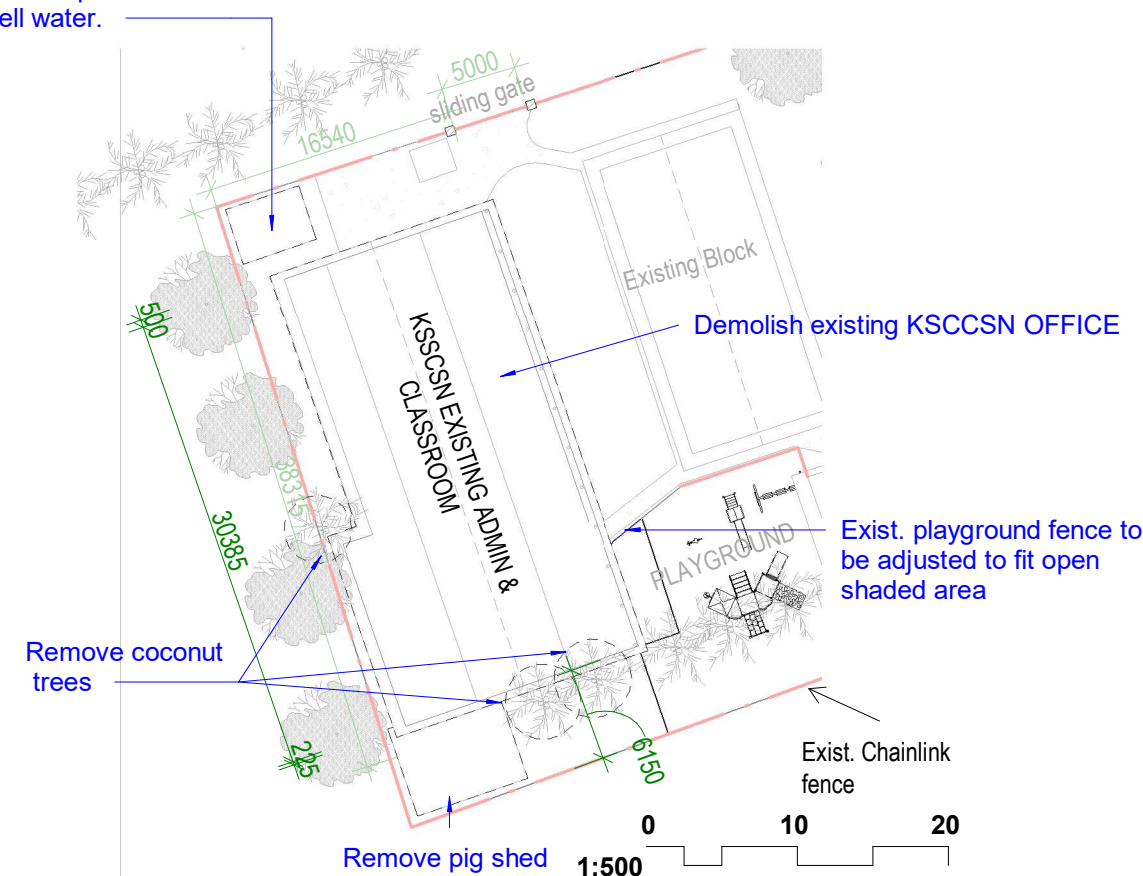 ell water.
5000
sliding gate
16540
Existing Block
500
Demolish existing KSCCSN OFFICE
KSSCSN EXISTING ADMIN &
CLASSROOM
38315
30385
Exist. playground fence to
be adjusted to fit open
shaded area
PLAYGROUND
Remove coconut
trees
225
6150
Exist. Chainlink
fence
0 10 20
Remove pig shed
1:500